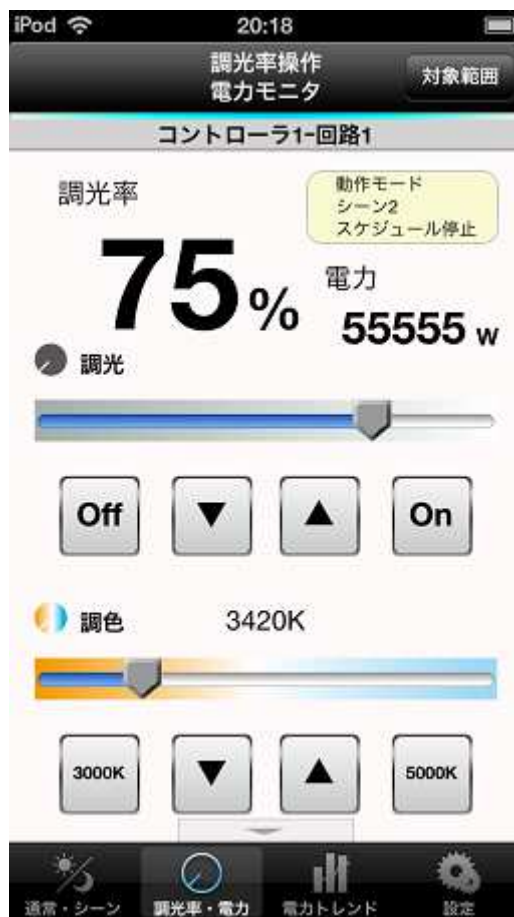 iPod 20:18
調光率操作
電力モニタ
対象範囲
コントローラ1-回路1
調光率
動作モード
シーン2
スケジュール停止
75%
電力
55555 w
調光
Off ▼ ▲ On
調色 3420K
3000K ▼ ▲ 5000K
通常・シーン 調光率・電力 電力トレンド 設定